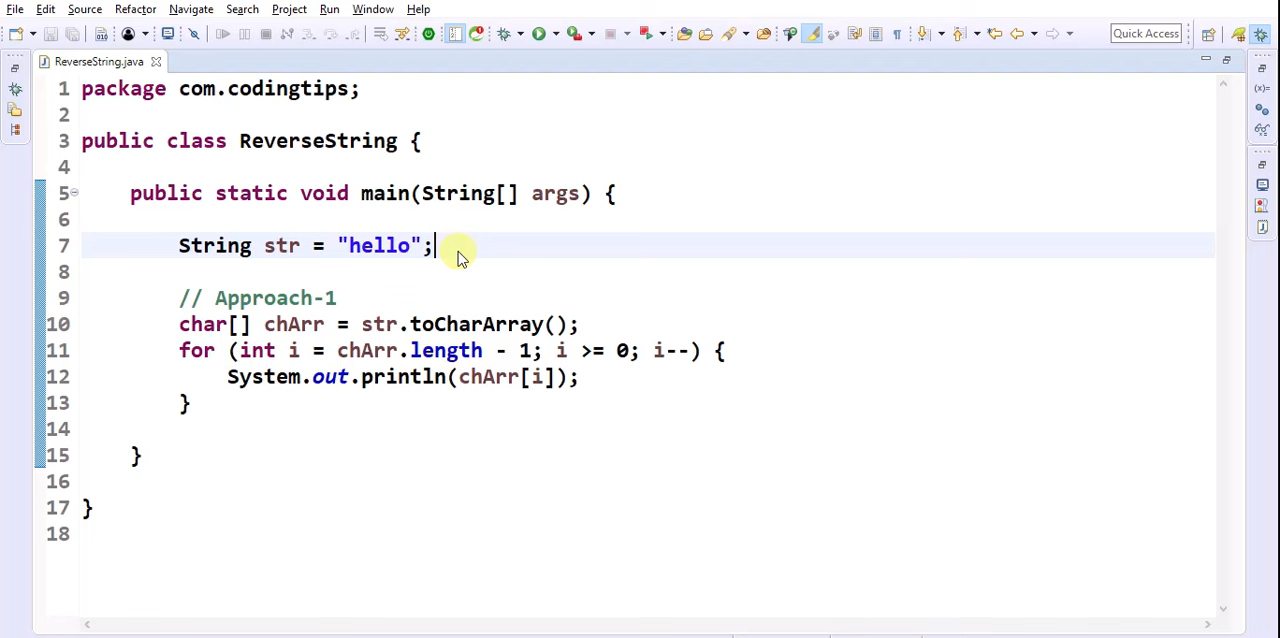 File Edit Source Refactor Navigate Search Project Run Window Help
Quick Access
ReverseString.java
1 package com.codingtips;
2
3 public class ReverseString {
4
5 public static void main(String[] args) {
6
7 String str = "hello";
8
9 // Approach-1
10 char[] chArr = str.toCharArray();
11 for (int i = chArr.length - 1; i >= 0; i--) {
12 System.out.println(chArr[i]);
13 }
14
15 }
16
17 }
18